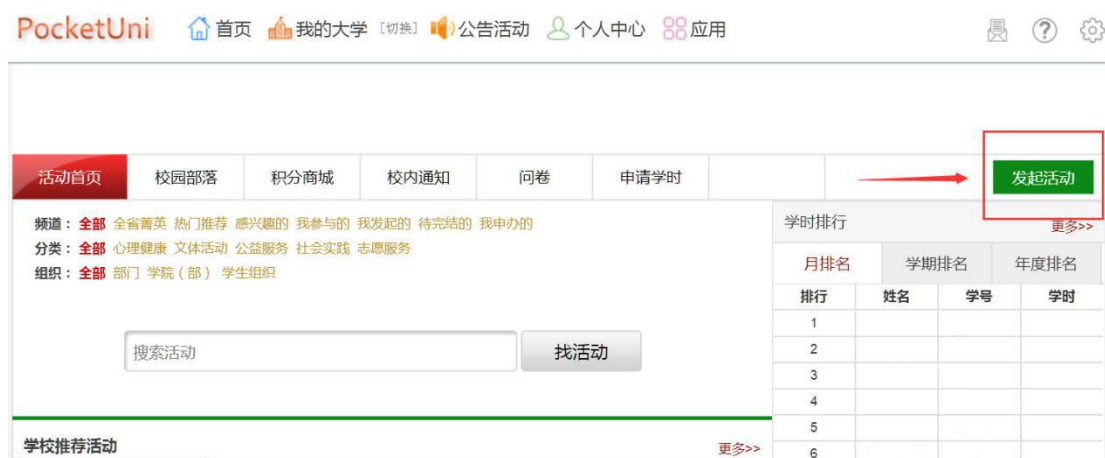 PocketUni 首页 我的大学 [切换] 公告活动 个人中心 应用
活动首页 校园部落 积分商城 校内通知 问卷 申请学时 发起活动
频道：全部 全省菁英 热门推荐 感兴趣的 我参与的 我发起的 待完结的 我申办的
分类：全部 心理健康 文体活动 公益服务 社会实践 志愿服务
组织：全部 部门 学院（部） 学生组织
搜索活动 找活动
学校推荐活动 更多>>
学时排行 更多>>
月排名 学期排名 年度排名
排行 姓名 学号 学时
1
2
3
4
5
6